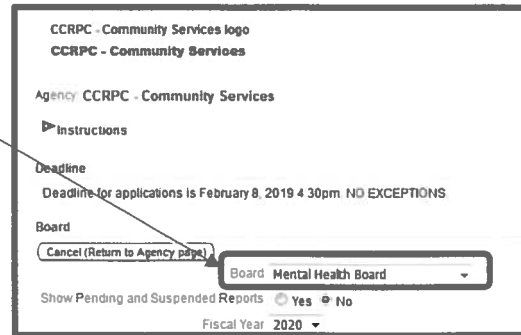 CCRPC - Community Services logo
CCRPC - Community Services
Agency CCRPC - Community Services
Instructions
Deadline
Deadline for applications is February 8, 2019 4 30pm NO EXCEPTIONS
Board
Cancel (Return to Agency page)
Board Mental Health Board
Show Pending and Suspended Reports Yes No
Fiscal Year 2020